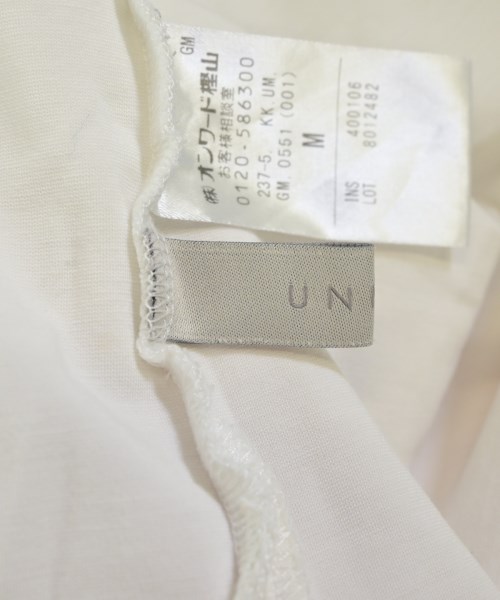 GM
㈱オンワード樫山
お客様相談室
0120-586300
237-5. KK.UM.
GM. 0551 (001)
M
INS 400106
LOT 8012482
UN